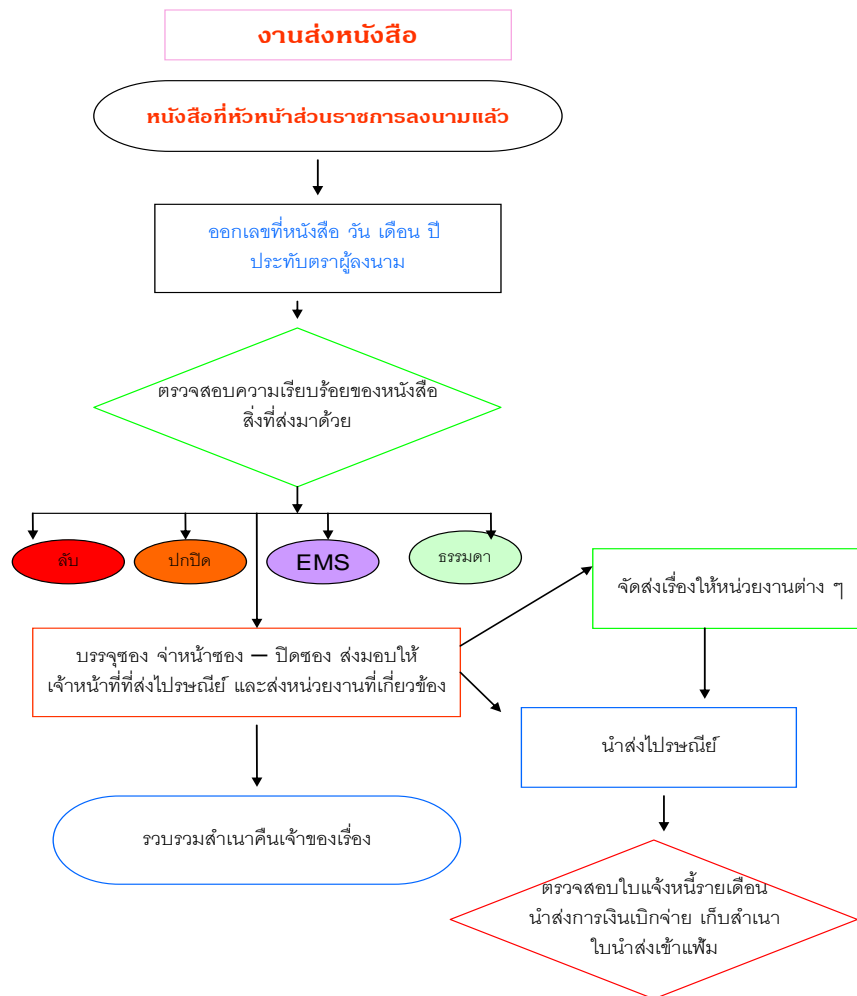 งานส่งหนังสือ
หนังสือที่หัวหน้าส่วนราชการลงนามแล้ว
ออกเลขที่หนังสือ วัน เดือน ปี
ประทับตราผู้ลงนาม
ตรวจสอบความเรียบร้อยของหนังสือ
สิ่งที่ส่งมาด้วย
ลับ
ปกปิด
EMS
ธรรมดา
จัดส่งเรื่องให้หน่วยงานต่าง ๆ
บรรจุซอง จ่าหน้าซอง – ปิดซอง ส่งมอบให้
เจ้าหน้าที่ที่ส่งไปรษณีย์ และส่งหน่วยงานที่เกี่ยวข้อง
นำส่งไปรษณีย์
รวบรวมสำเนาคืนเจ้าของเรื่อง
ตรวจสอบใบแจ้งหนี้รายเดือน
นำส่งการเงินเบิกจ่าย เก็บสำเนา
ใบนำส่งเข้าแฟ้ม